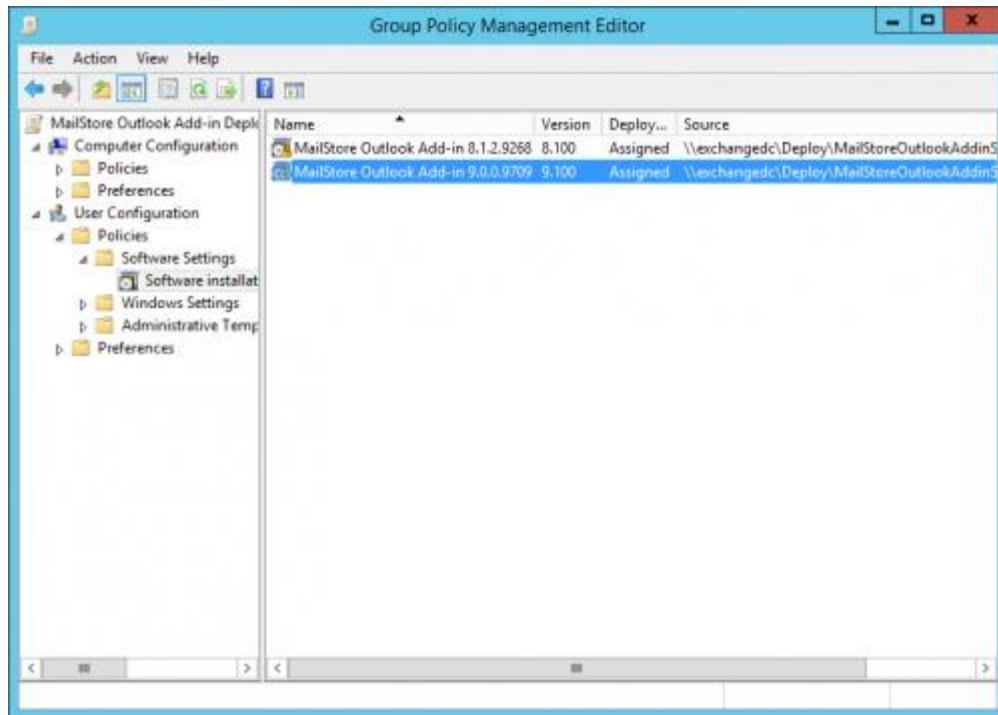 Group Policy Management Editor
File Action View Help
MailStore Outlook Add-in Deplo
Computer Configuration
Policies
Preferences
User Configuration
Policies
Software Settings
Software installat
Windows Settings
Administrative Temp
Preferences
Name Version Deploy... Source
MailStore Outlook Add-in 8.1.2.9268 8.100 Assigned \\exchangedc\Deploy\MailStoreOutlookAddinS
MailStore Outlook Add-in 9.0.0.9709 9.100 Assigned \\exchangedc\Deploy\MailStoreOutlookAddinS